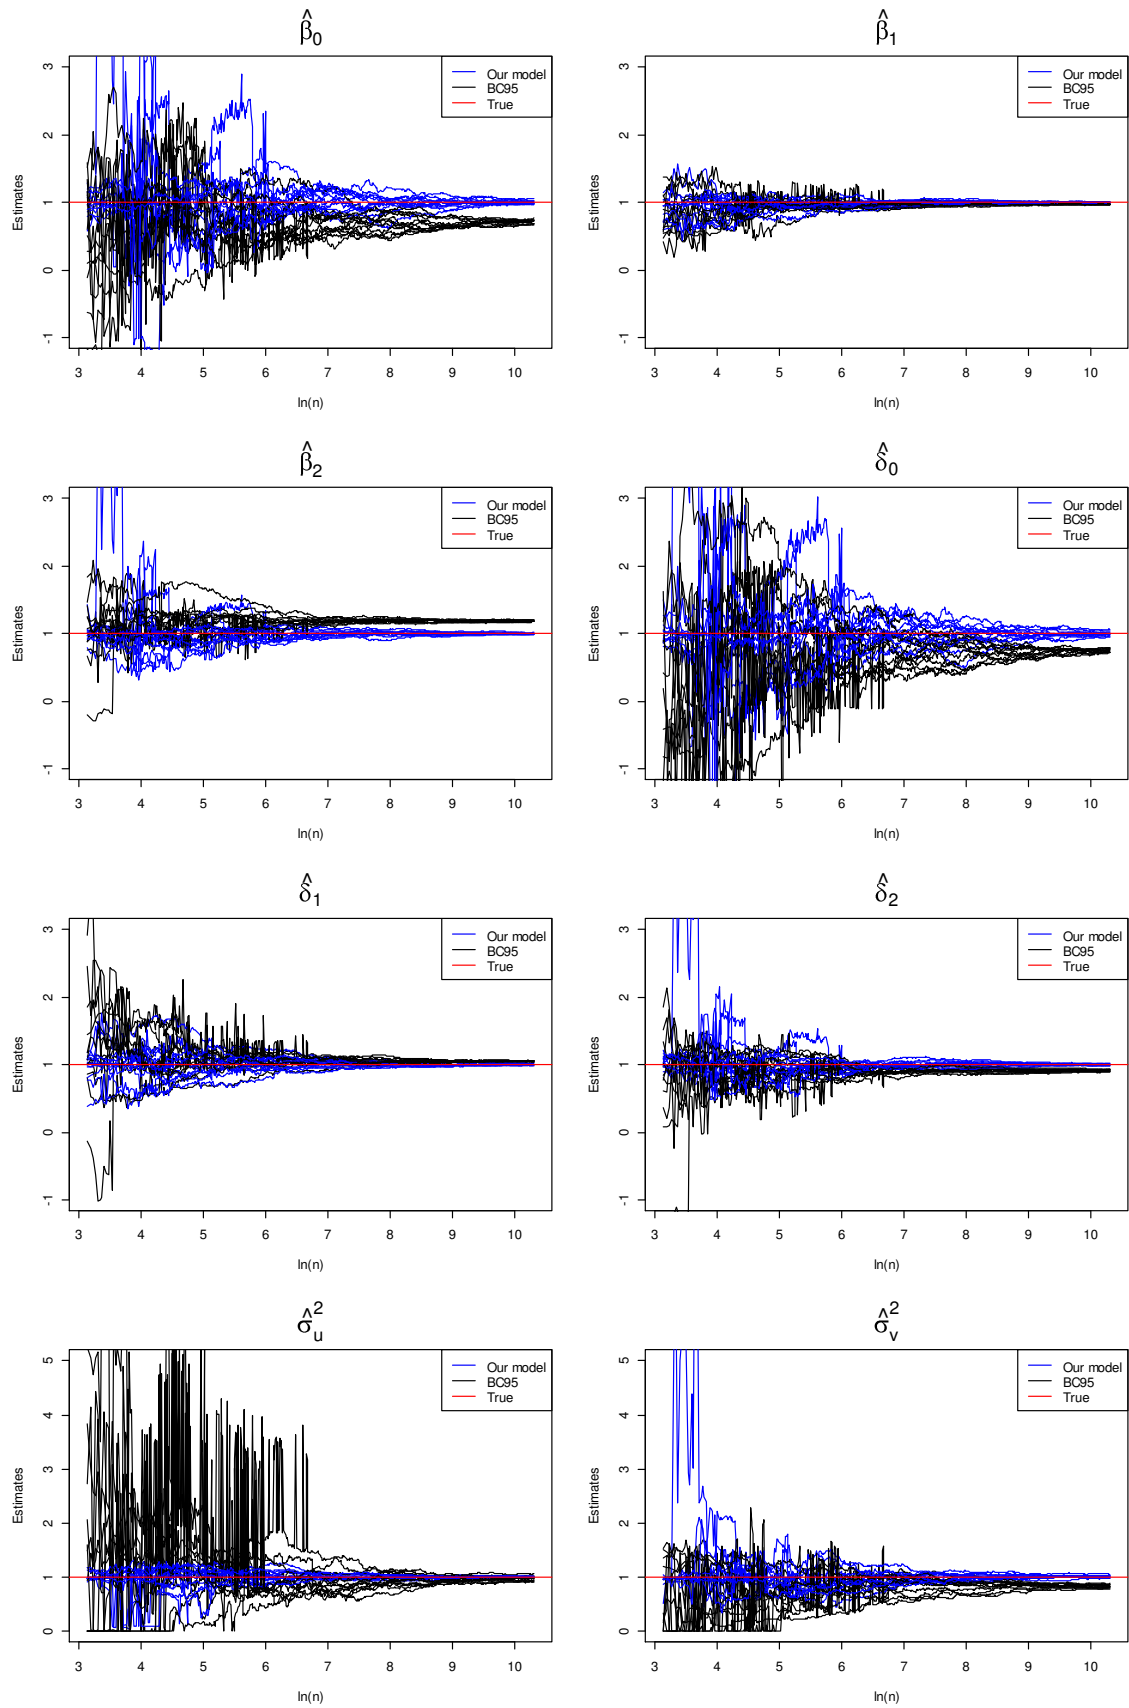 β̂₀
Estimates
3
2
1
0
-1
3 4 5 6 7 8 9 10
ln(n)
Our model
BC95
True
β̂₁
Estimates
3
2
1
0
-1
3 4 5 6 7 8 9 10
ln(n)
Our model
BC95
True
β̂₂
Estimates
3
2
1
0
-1
3 4 5 6 7 8 9 10
ln(n)
Our model
BC95
True
δ̂₀
Estimates
3
2
1
0
-1
3 4 5 6 7 8 9 10
ln(n)
Our model
BC95
True
δ̂₁
Estimates
3
2
1
0
-1
3 4 5 6 7 8 9 10
ln(n)
Our model
BC95
True
δ̂₂
Estimates
3
2
1
0
-1
3 4 5 6 7 8 9 10
ln(n)
Our model
BC95
True
σ̂²ᵤ
Estimates
5
4
3
2
1
0
3 4 5 6 7 8 9 10
ln(n)
Our model
BC95
True
σ̂²ᵥ
Estimates
5
4
3
2
1
0
3 4 5 6 7 8 9 10
ln(n)
Our model
BC95
True